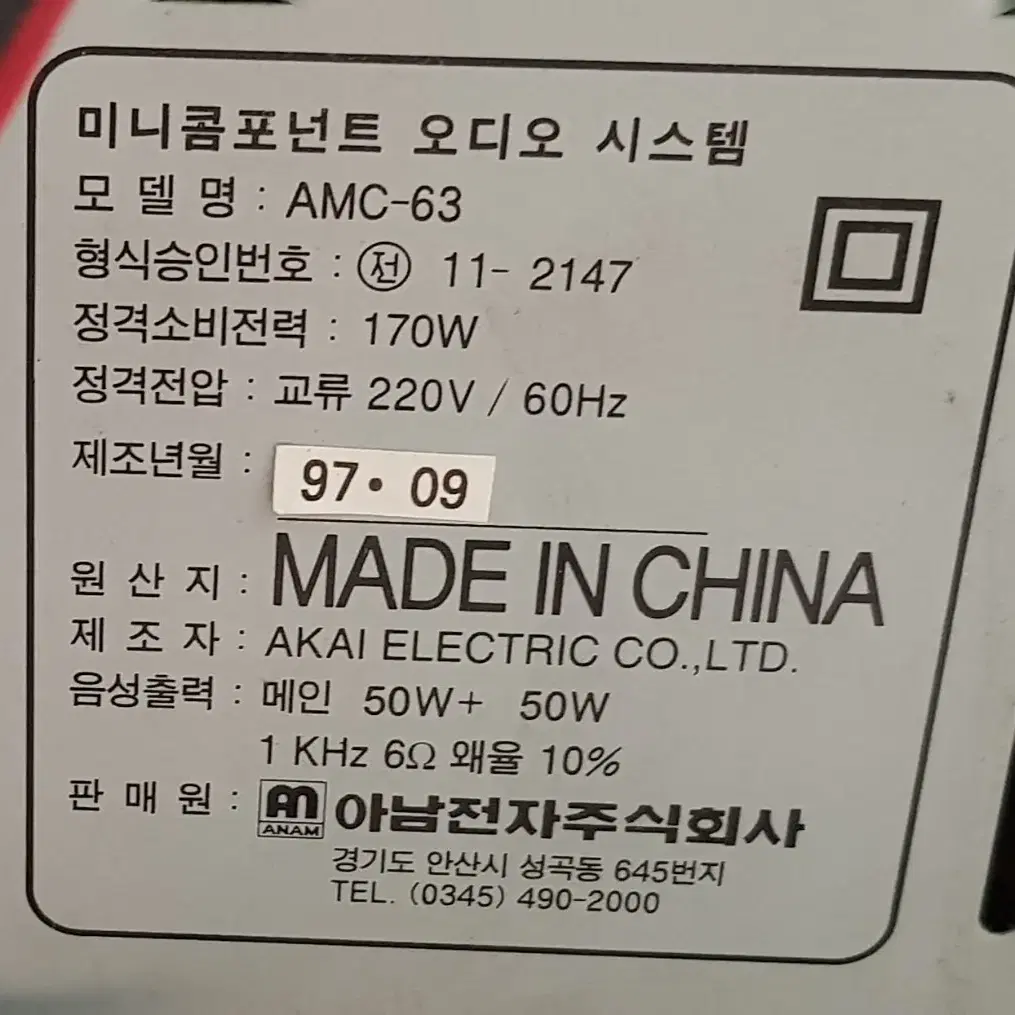 미니콤포넌트 오디오 시스템
모 델 명 : AMC-63
형식승인번호 : ㉠ 11- 2147
정격소비전력 : 170W
정격전압 : 교류 220V / 60Hz
제조년월 : 97• 09
원 산 지 : MADE IN CHINA
제 조 자 : AKAI ELECTRIC CO.,LTD.
음성출력 : 메인 50W+ 50W
1 KHz 6Ω 왜율 10%
판 매 원 : ANAM 아남전자주식회사
경기도 안산시 성곡동 645번지
TEL. (0345) 490-2000